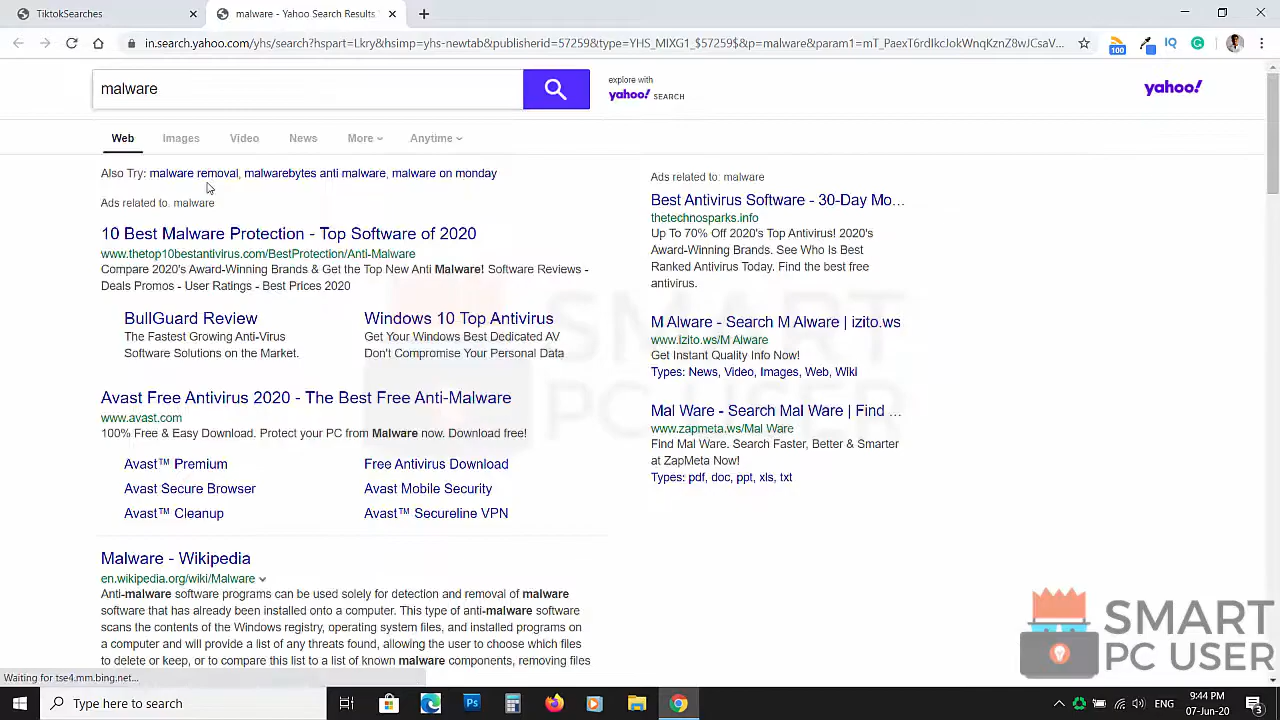 TiktokSearches
malware - Yahoo Search Results
in.search.yahoo.com/yhs/search?hspart=Lkry&hsimp=yhs-newtab&publisherid=57259&type=YHS_MIXG1_$57259$&p=malware&param1=mT_PaexT6rdIkcJokWnqKznZ8wJCsaV...
100
IQ
malware
explore with
yahoo! SEARCH
yahoo!
Web
Images
Video
News
More
Anytime
Also Try: malware removal, malwarebytes anti malware, malware on monday
Ads related to: malware
10 Best Malware Protection - Top Software of 2020
www.thetop10bestantivirus.com/BestProtection/Anti-Malware
Compare 2020's Award-Winning Brands & Get the Top New Anti Malware! Software Reviews -
Deals Promos - User Ratings - Best Prices 2020
BullGuard Review
The Fastest Growing Anti-Virus
Software Solutions on the Market.
Windows 10 Top Antivirus
Get Your Windows Best Dedicated AV
Don't Compromise Your Personal Data
Avast Free Antivirus 2020 - The Best Free Anti-Malware
www.avast.com
100% Free & Easy Download. Protect your PC from Malware now. Download free!
Avast™ Premium
Free Antivirus Download
Avast Secure Browser
Avast Mobile Security
Avast™ Cleanup
Avast™ Secureline VPN
Malware - Wikipedia
en.wikipedia.org/wiki/Malware
Anti-malware software programs can be used solely for detection and removal of malware
software that has already been installed onto a computer. This type of anti-malware software
scans the contents of the Windows registry, operating system files, and installed programs on
a computer and will provide a list of any threats found, allowing the user to choose which files
to delete or keep, or to compare this list to a list of known malware components, removing files
Ads related to: malware
Best Antivirus Software - 30-Day Mo...
thetechnosparks.info
Up To 70% Off 2020's Top Antivirus! 2020's
Award-Winning Brands. See Who Is Best
Ranked Antivirus Today. Find the best free
antivirus.
M Alware - Search M Alware | izito.ws
www.izito.ws/M Alware
Get Instant Quality Info Now!
Types: News, Video, Images, Web, Wiki
Mal Ware - Search Mal Ware | Find ...
www.zapmeta.ws/Mal Ware
Find Mal Ware. Search Faster, Better & Smarter
at ZapMeta Now!
Types: pdf, doc, ppt, xls, txt
SMART
PC USER
SMART
PC USER
Waiting for tse4.mm.bing.net...
Type here to search
Ps
9:44 PM
07-Jun-20
3